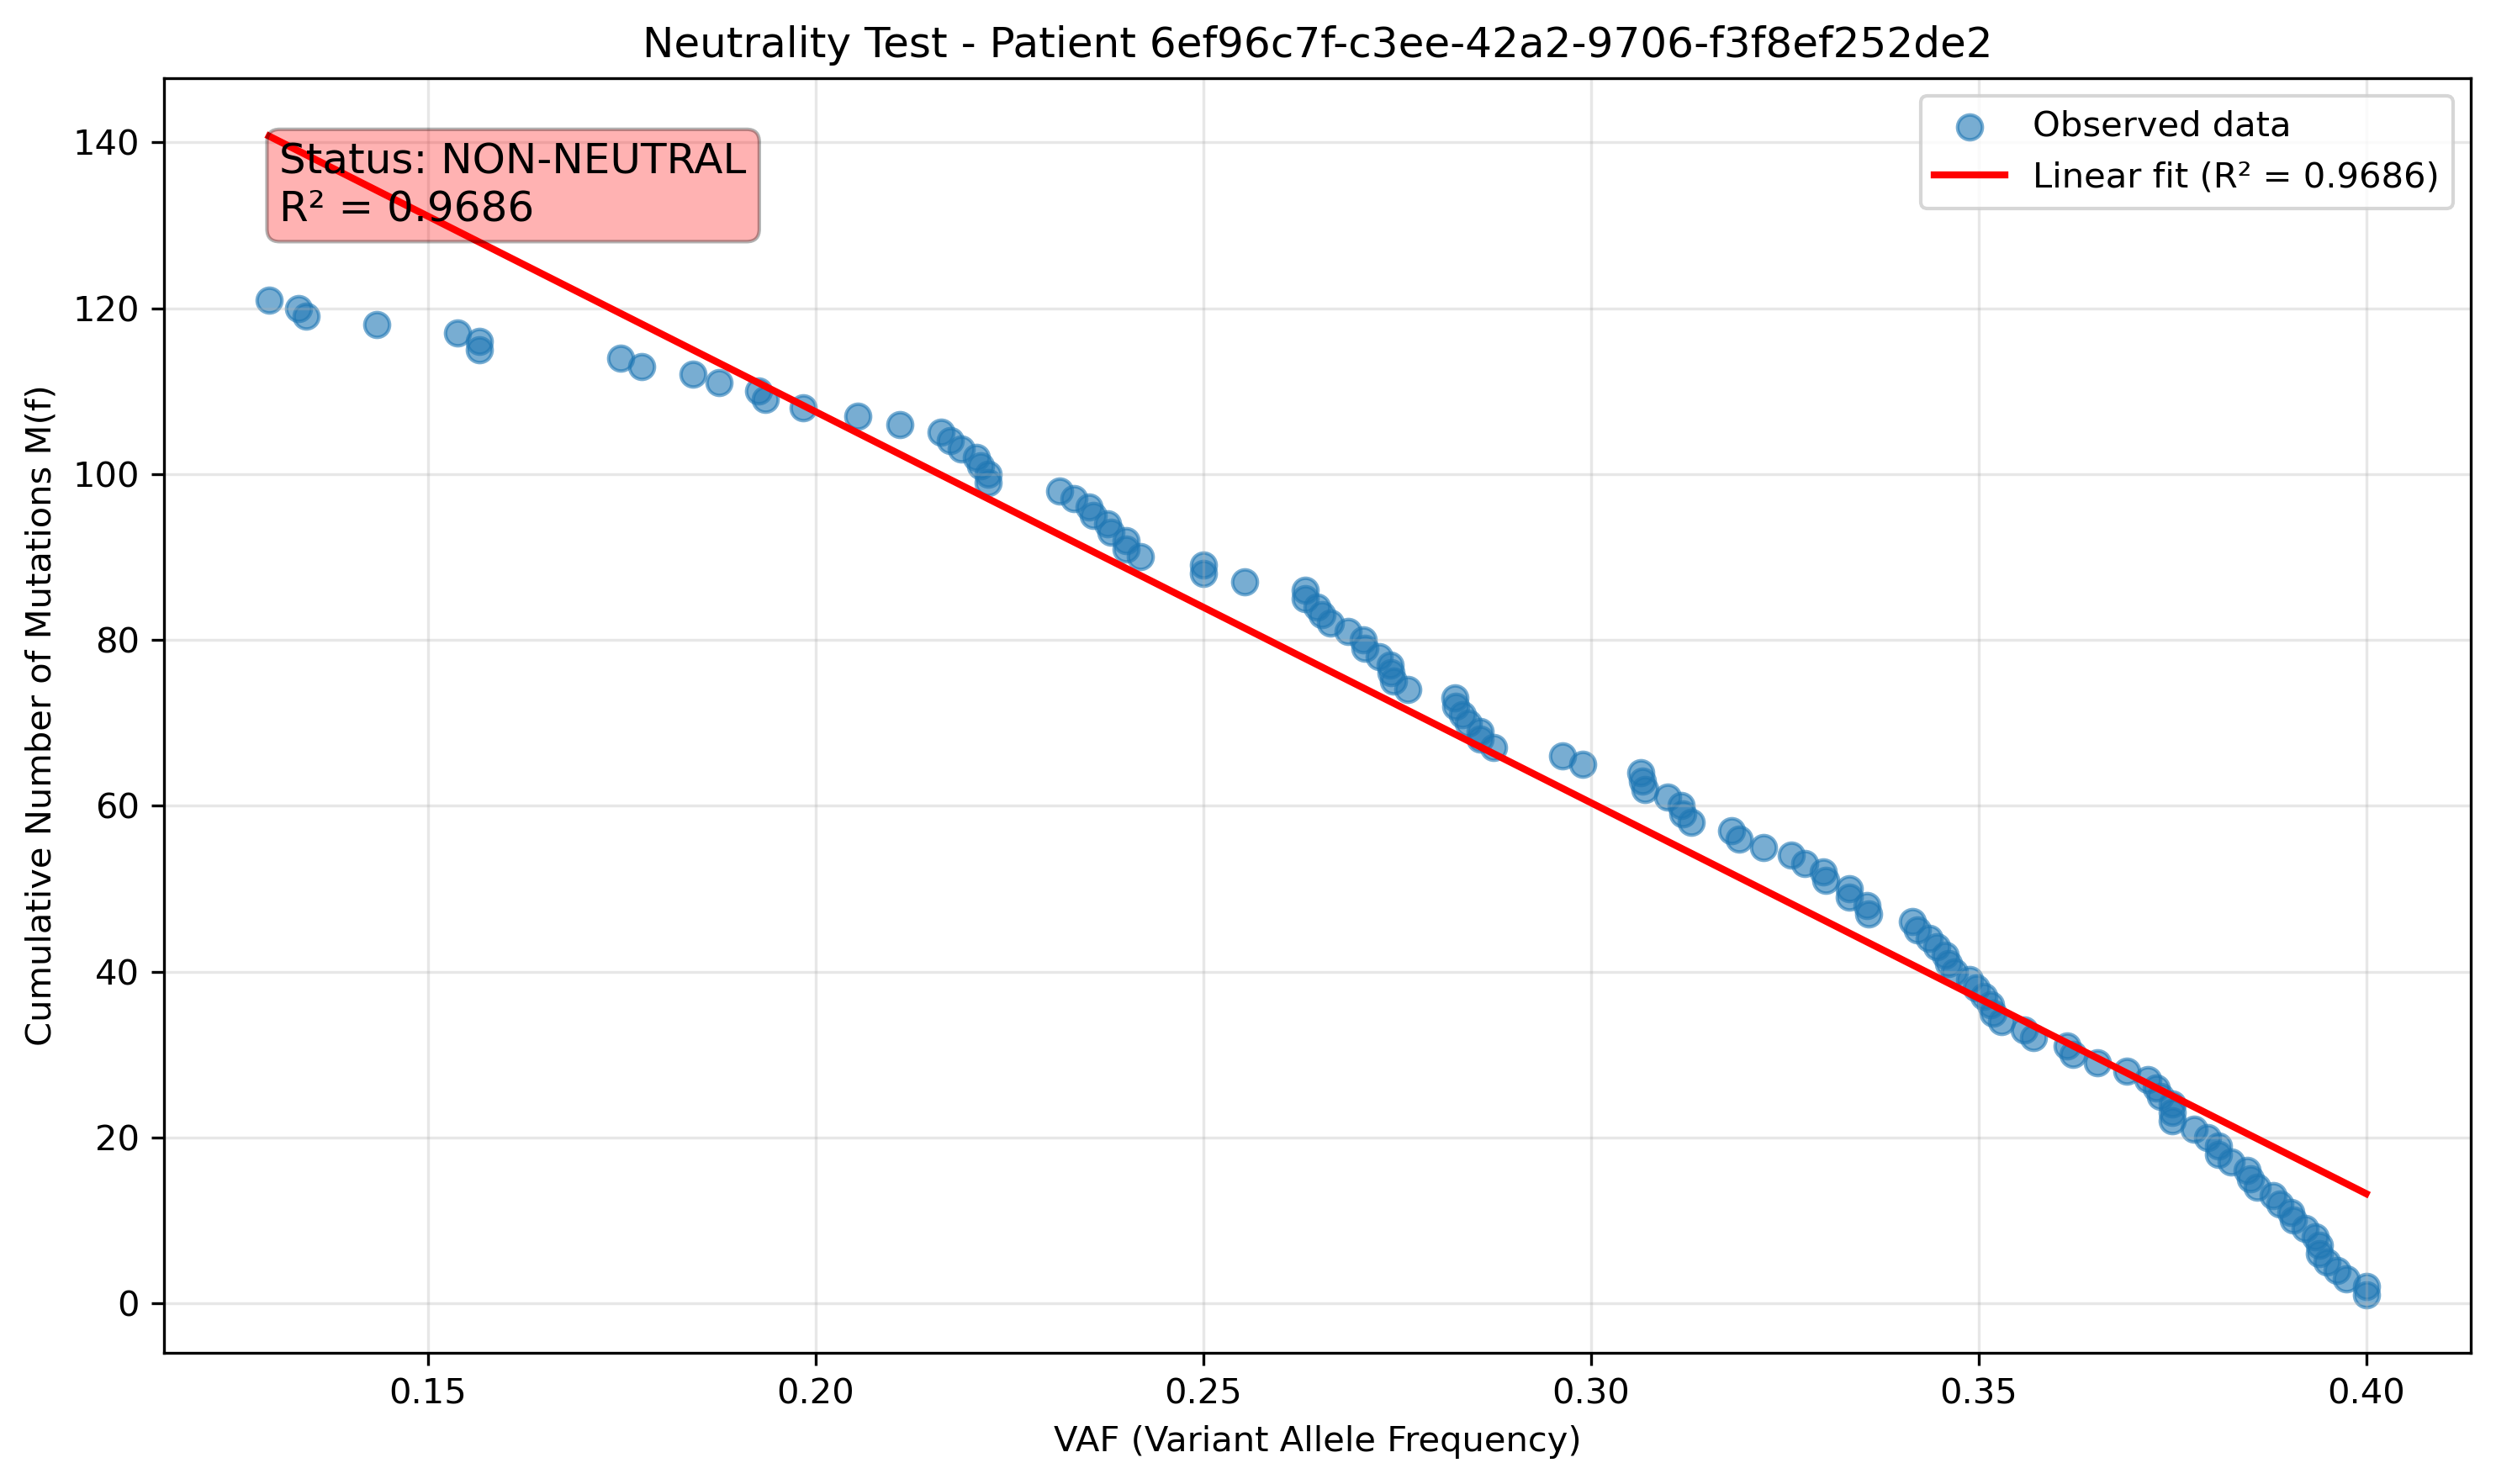 Neutrality Test - Patient 6ef96c7f-c3ee-42a2-9706-f3f8ef252de2
Status: NON-NEUTRAL
R² = 0.9686
Observed data
Linear fit (R² = 0.9686)
Cumulative Number of Mutations M(f)
140
120
100
80
60
40
20
0
0.15
0.20
0.25
0.30
0.35
0.40
VAF (Variant Allele Frequency)